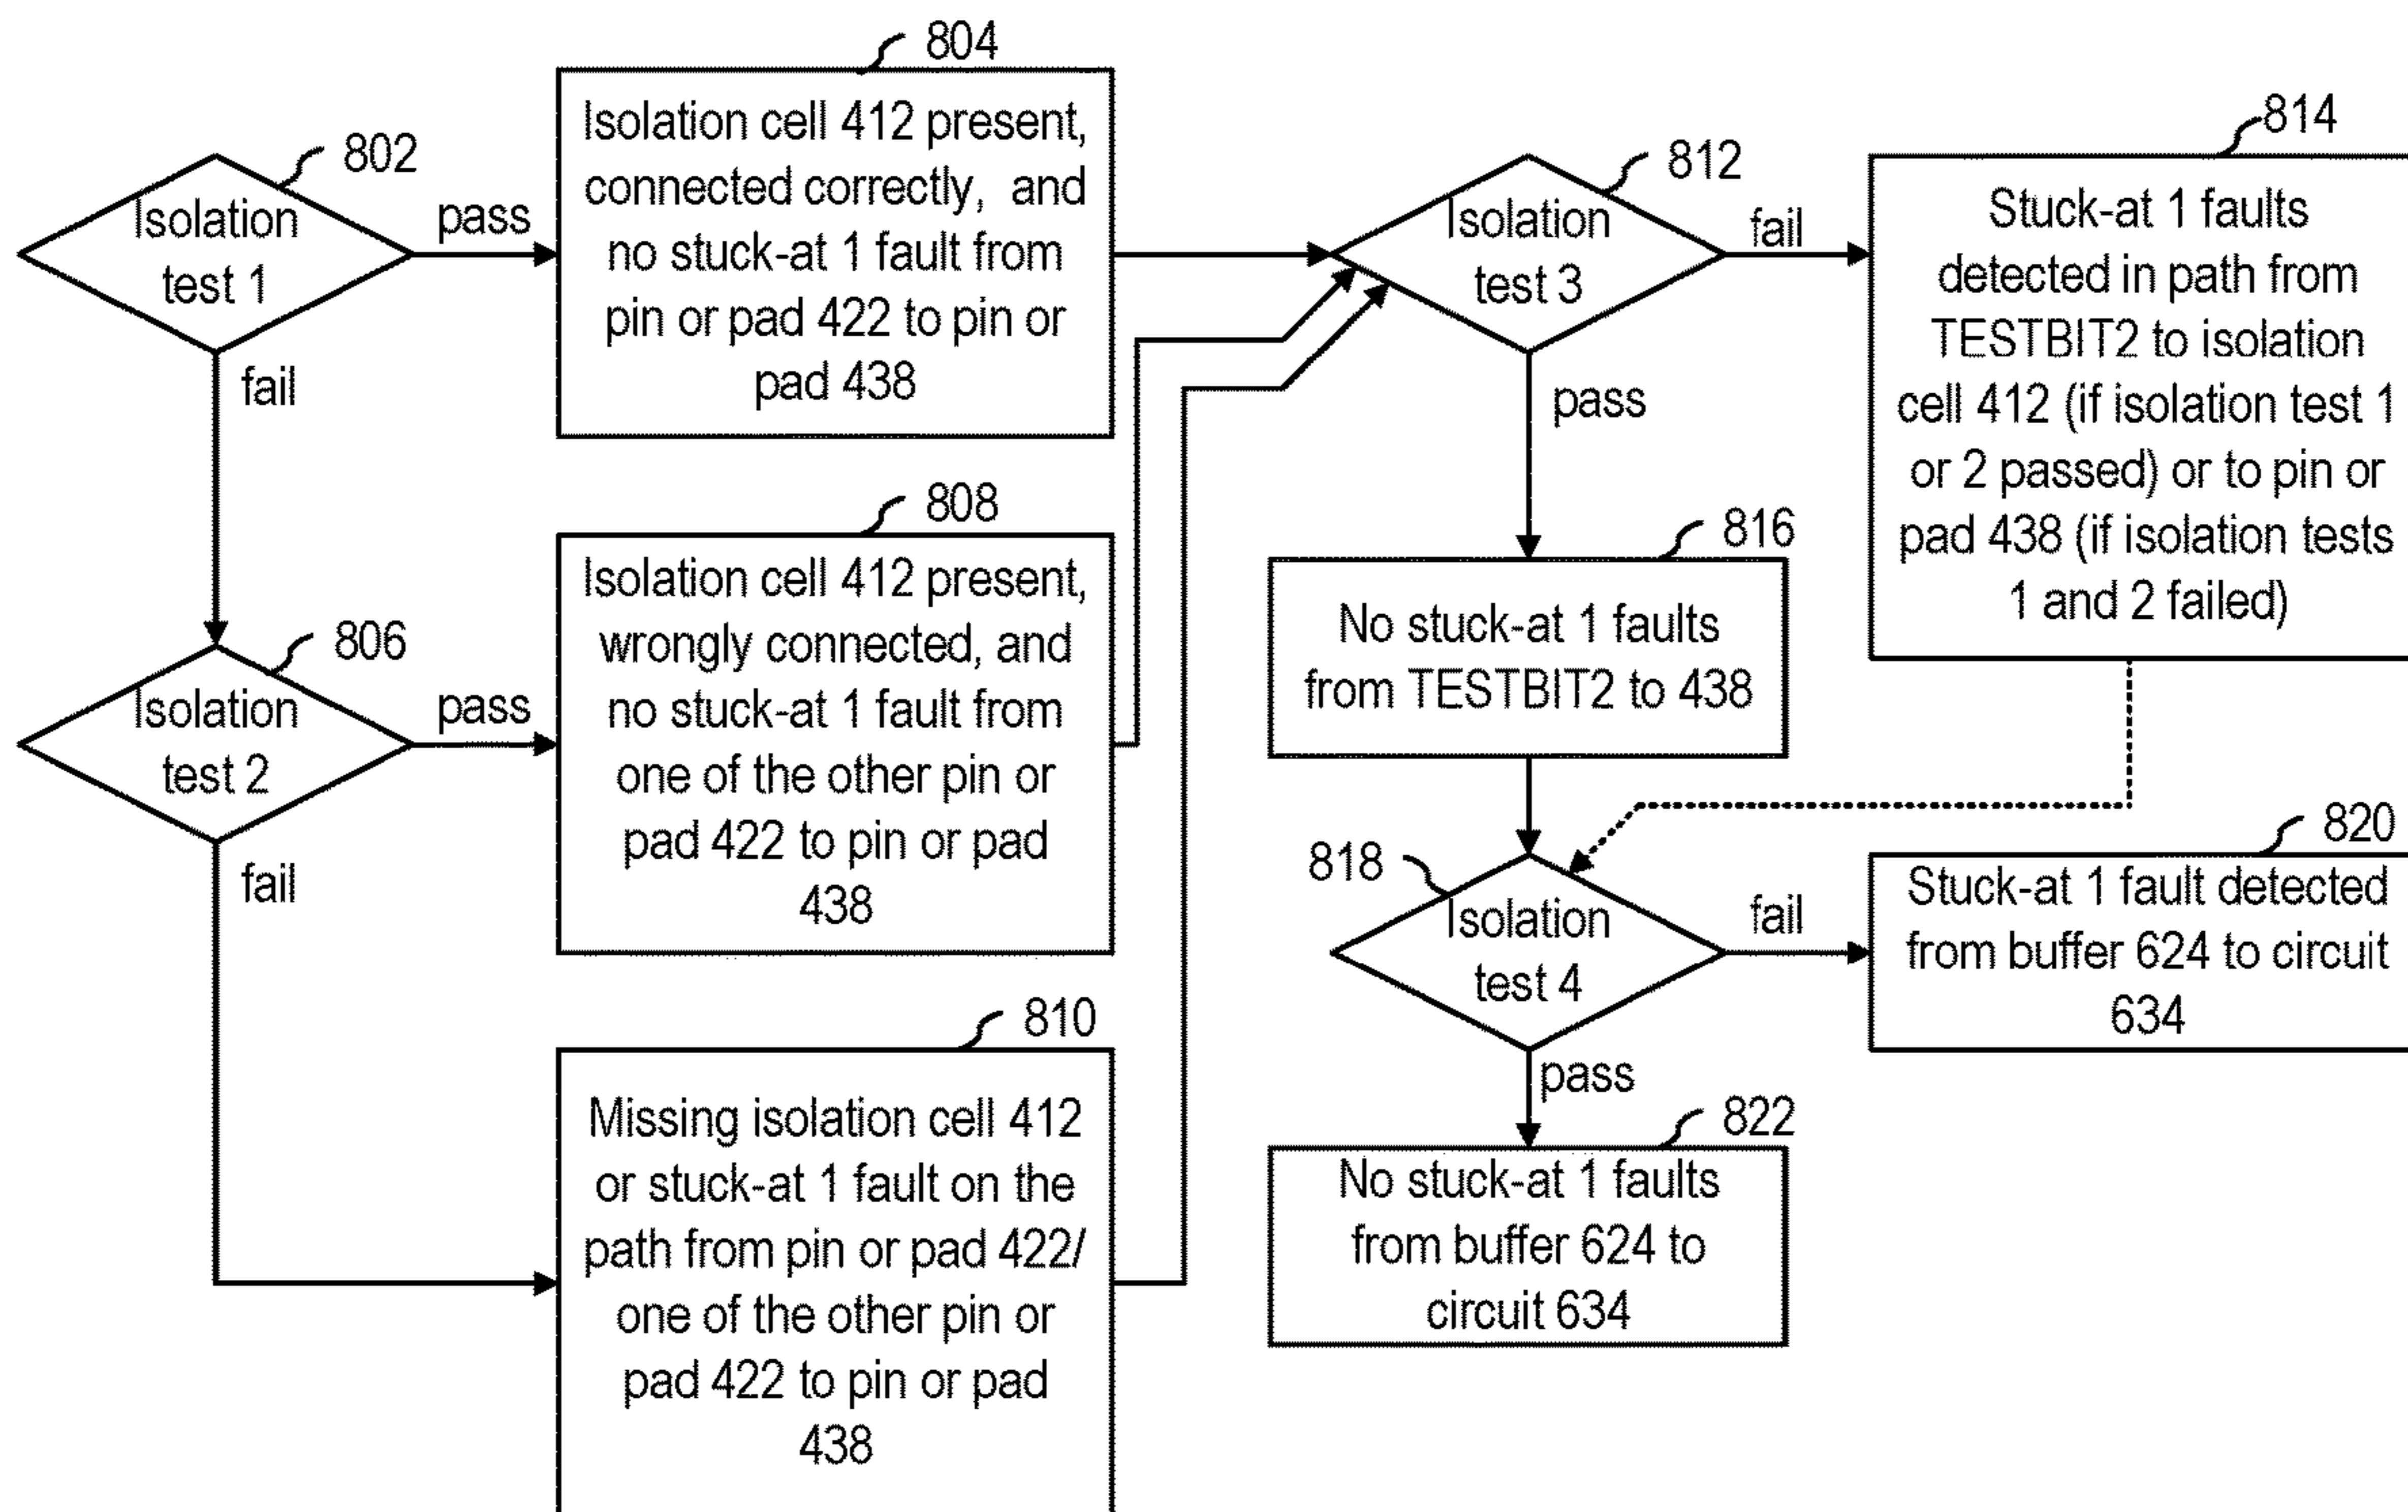 802
Isolation
test 1
pass
fail
804
Isolation cell 412 present,
connected correctly, and
no stuck-at 1 fault from
pin or pad 422 to pin or
pad 438
806
Isolation
test 2
pass
fail
808
Isolation cell 412 present,
wrongly connected, and
no stuck-at 1 fault from
one of the other pin or
pad 422 to pin or pad
438
810
Missing isolation cell 412
or stuck-at 1 fault on the
path from pin or pad 422/
one of the other pin or
pad 422 to pin or pad
438
812
Isolation
test 3
fail
pass
814
Stuck-at 1 faults
detected in path from
TESTBIT2 to isolation
cell 412 (if isolation test 1
or 2 passed) or to pin or
pad 438 (if isolation tests
1 and 2 failed)
816
No stuck-at 1 faults
from TESTBIT2 to 438
818
Isolation
test 4
fail
pass
820
Stuck-at 1 fault detected
from buffer 624 to circuit
634
822
No stuck-at 1 faults
from buffer 624 to
circuit 634